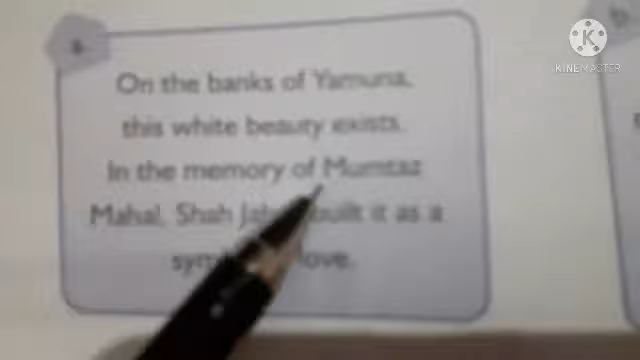 a.
b.
On the banks of Yamuna,
this white beauty exists.
In the memory of Mumtaz
Mahal, Shah built it as a
love.
KINEMASTER